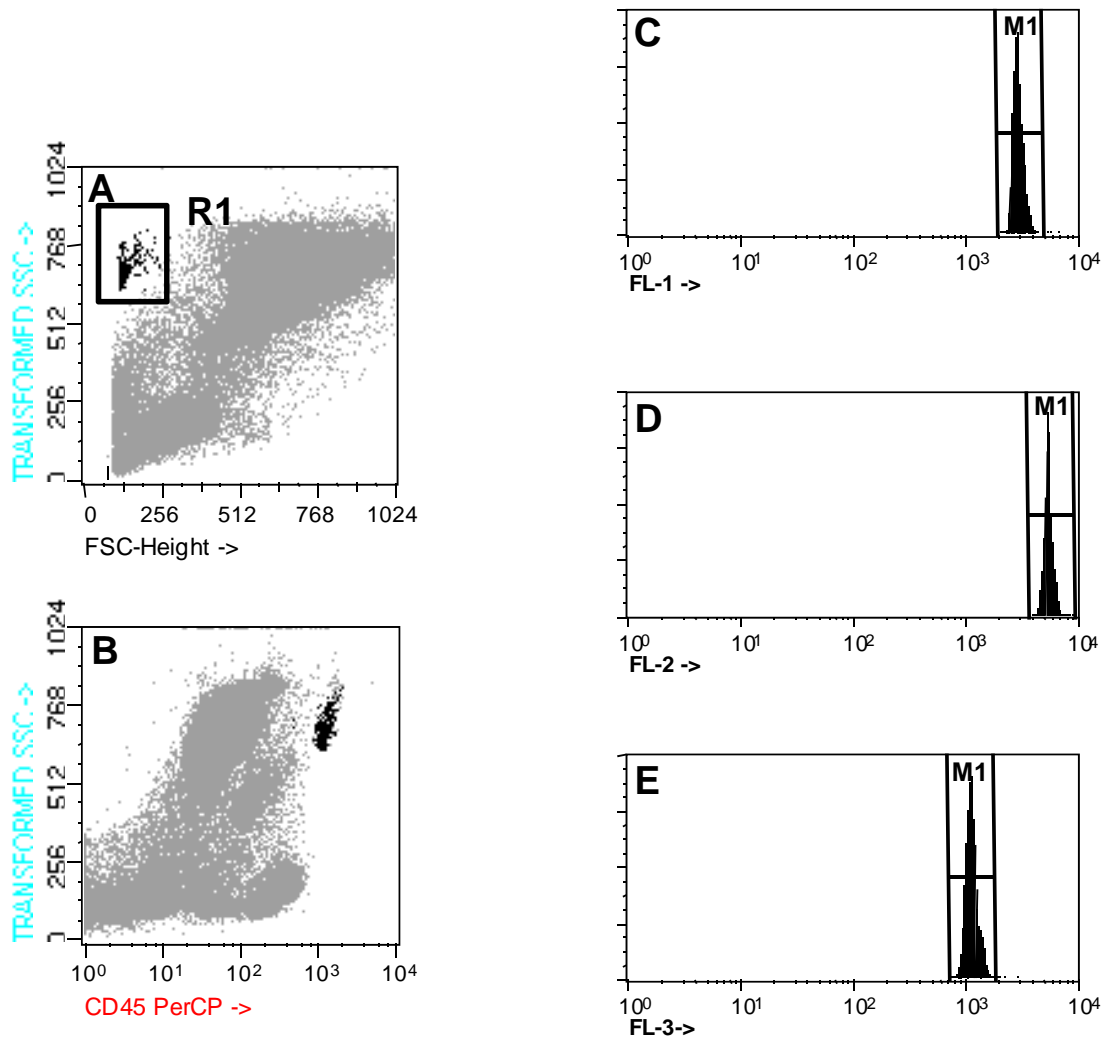 A
R1
1024
768
512
256
0
TRANSFORMED SSC ->
0 256 512 768 1024
FSC-Height ->
B
1024
768
512
256
0
TRANSFORMED SSC ->
10⁰ 10¹ 10² 10³ 10⁴
CD45 PerCP ->
C
M1
10⁰ 10¹ 10² 10³ 10⁴
FL-1 ->
D
M1
10⁰ 10¹ 10² 10³ 10⁴
FL-2 ->
E
M1
10⁰ 10¹ 10² 10³ 10⁴
FL-3->